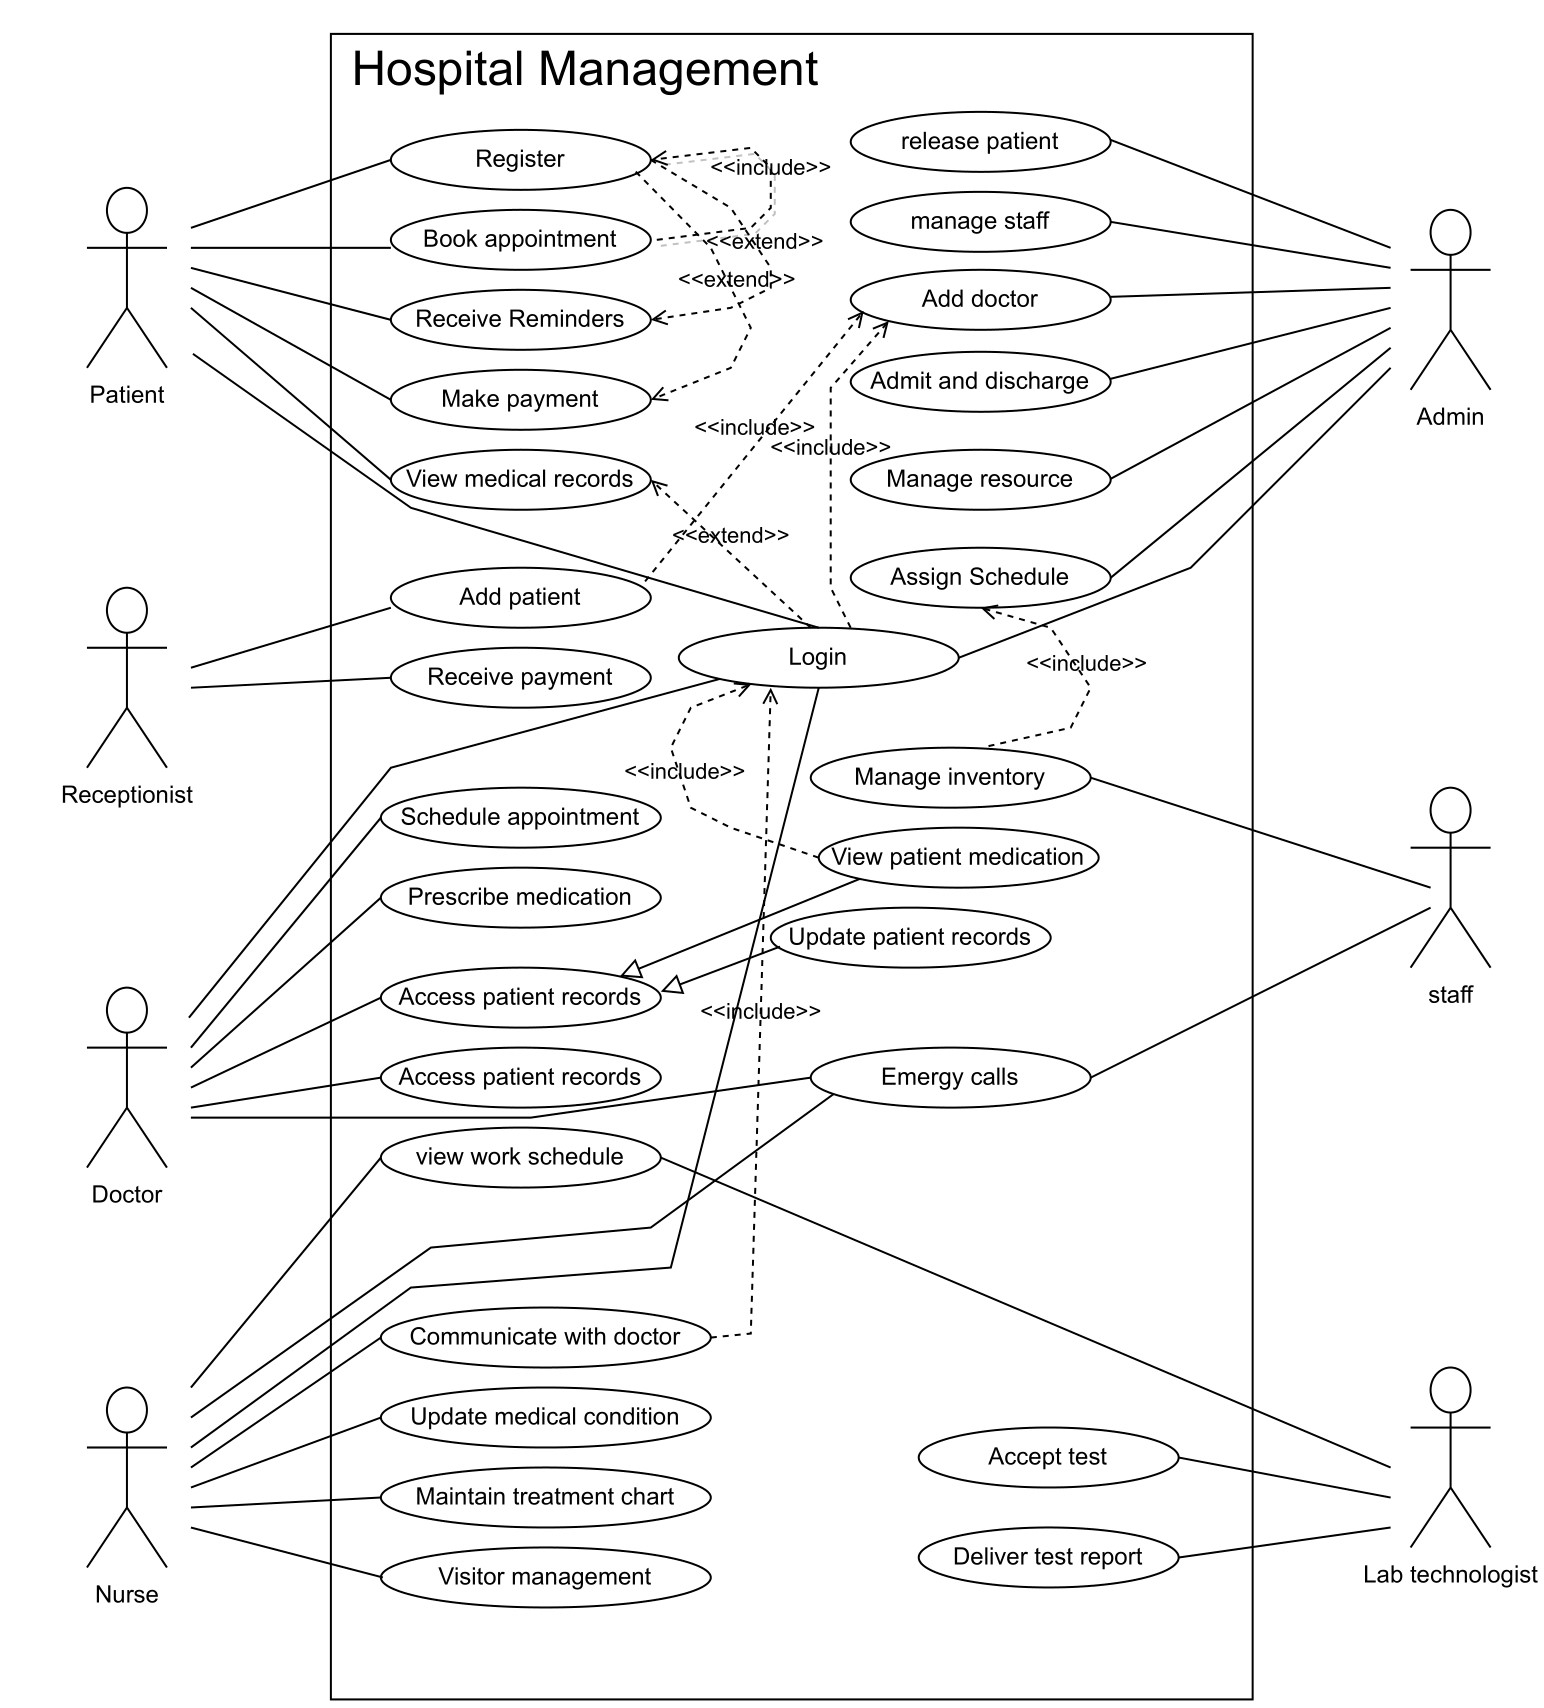 Hospital Management
Register
<<include>>
release patient
Book appointment
<<extend>>
manage staff
Receive Reminders
<<extend>>
Add doctor
Patient
Make payment
Admit and discharge
Admin
<<include>>
<<include>>
View medical records
Manage resource
<<extend>>
Add patient
Assign Schedule
Receive payment
Login
<<include>>
Receptionist
<<include>>
Manage inventory
Schedule appointment
View patient medication
Prescribe medication
Update patient records
Access patient records
<<include>>
staff
Access patient records
Emergy calls
view work schedule
Doctor
Communicate with doctor
Update medical condition
Accept test
Maintain treatment chart
Deliver test report
Visitor management
Nurse
Lab technologist